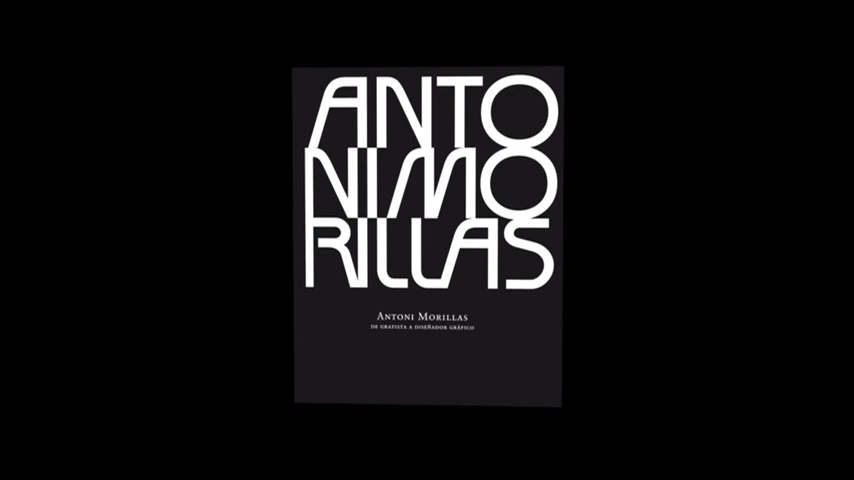 ANTO
NIMO
RILLAS
ANTONI MORILLAS
DE GRAFISTA A DISEÑADOR GRÁFICO